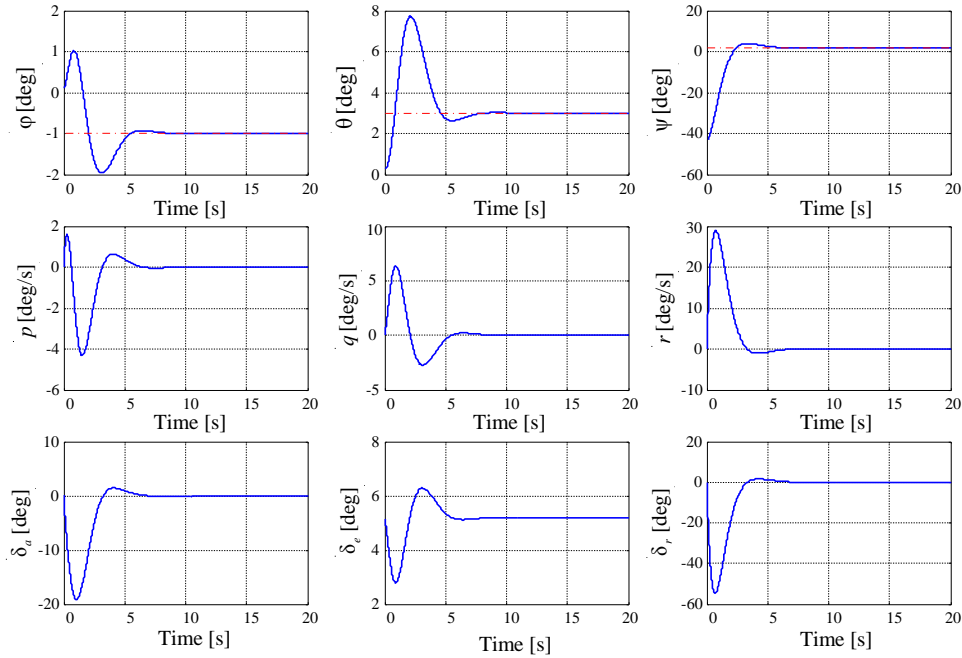 φ [deg]
2
1
0
-1
-2
0 5 10 15 20
Time [s]
θ [deg]
8
6
4
2
0
0 5 10 15 20
Time [s]
ψ [deg]
20
0
-20
-40
-60
0 5 10 15 20
Time [s]
p [deg/s]
2
0
-2
-4
-6
0 5 10 15 20
Time [s]
q [deg/s]
10
5
0
-5
0 5 10 15 20
Time [s]
r [deg/s]
30
20
10
0
-10
0 5 10 15 20
Time [s]
δa [deg]
10
0
-10
-20
0 5 10 15 20
Time [s]
δe [deg]
8
6
4
2
0 5 10 15 20
Time [s]
δr [deg]
20
0
-20
-40
-60
0 5 10 15 20
Time [s]